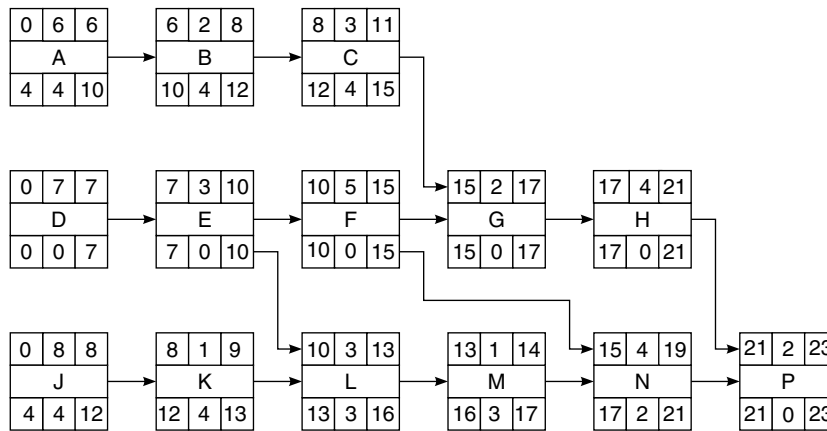 0 6 6
A
4 4 10
6 2 8
B
10 4 12
8 3 11
C
12 4 15
0 7 7
D
0 0 7
7 3 10
E
7 0 10
10 5 15
F
10 0 15
15 2 17
G
15 0 17
17 4 21
H
17 0 21
0 8 8
J
4 4 12
8 1 9
K
12 4 13
10 3 13
L
13 3 16
13 1 14
M
16 3 17
15 4 19
N
17 2 21
21 2 23
P
21 0 23